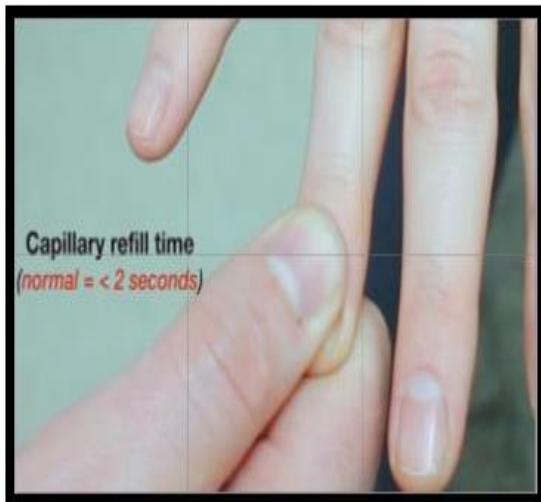 Capillary refill time
(normal = < 2 seconds)